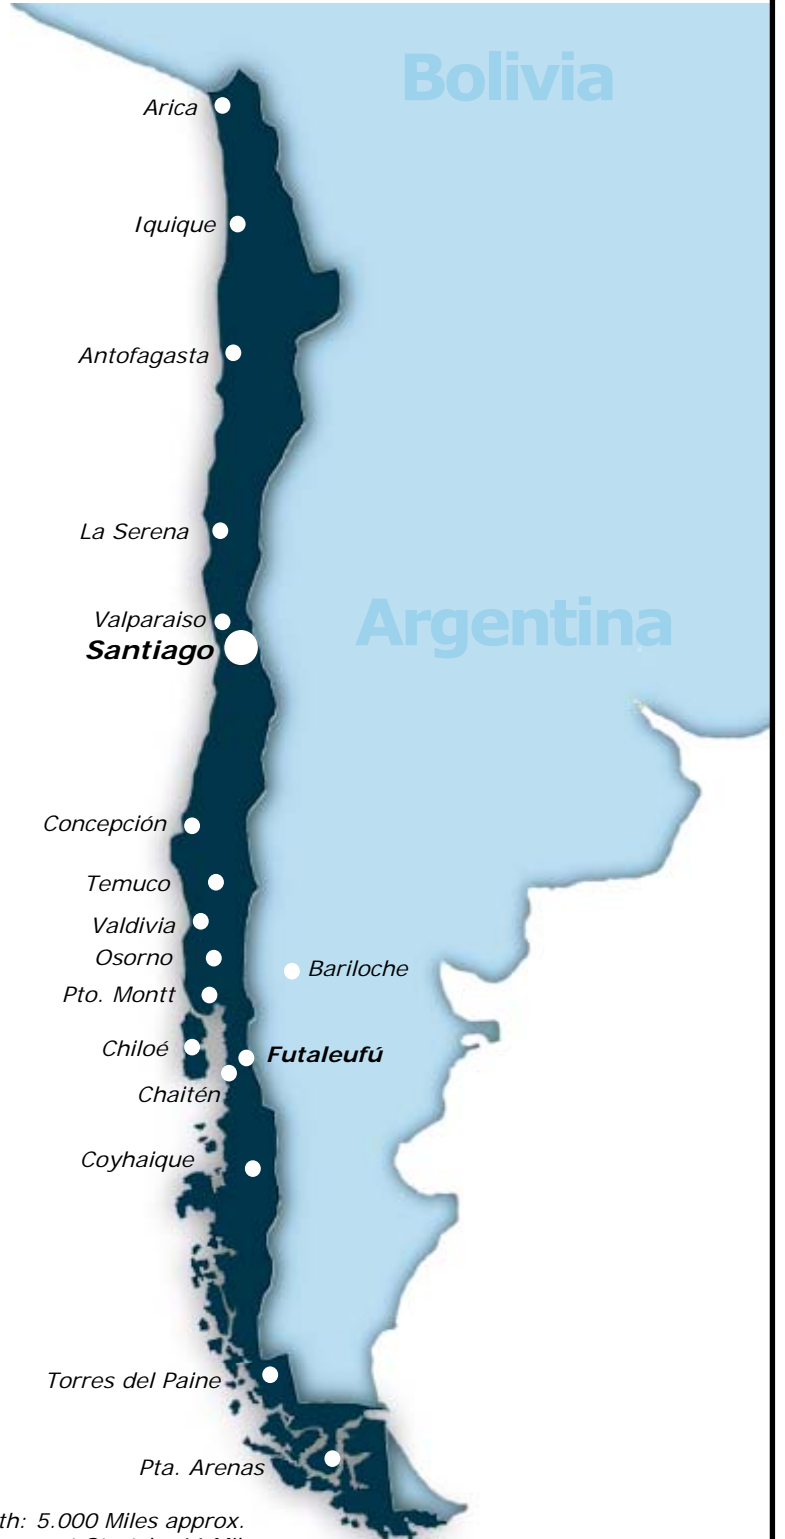 Bolivia
Arica
Iquique
Antofagasta
La Serena
Valparaiso
Argentina
Santiago
Concepción
Temuco
Valdivia
Osorno
Bariloche
Pto. Montt
Chiloé
Futaleufú
Chaitén
Coyhaique
Torres del Paine
Pta. Arenas
th: 5.000 Miles approx.